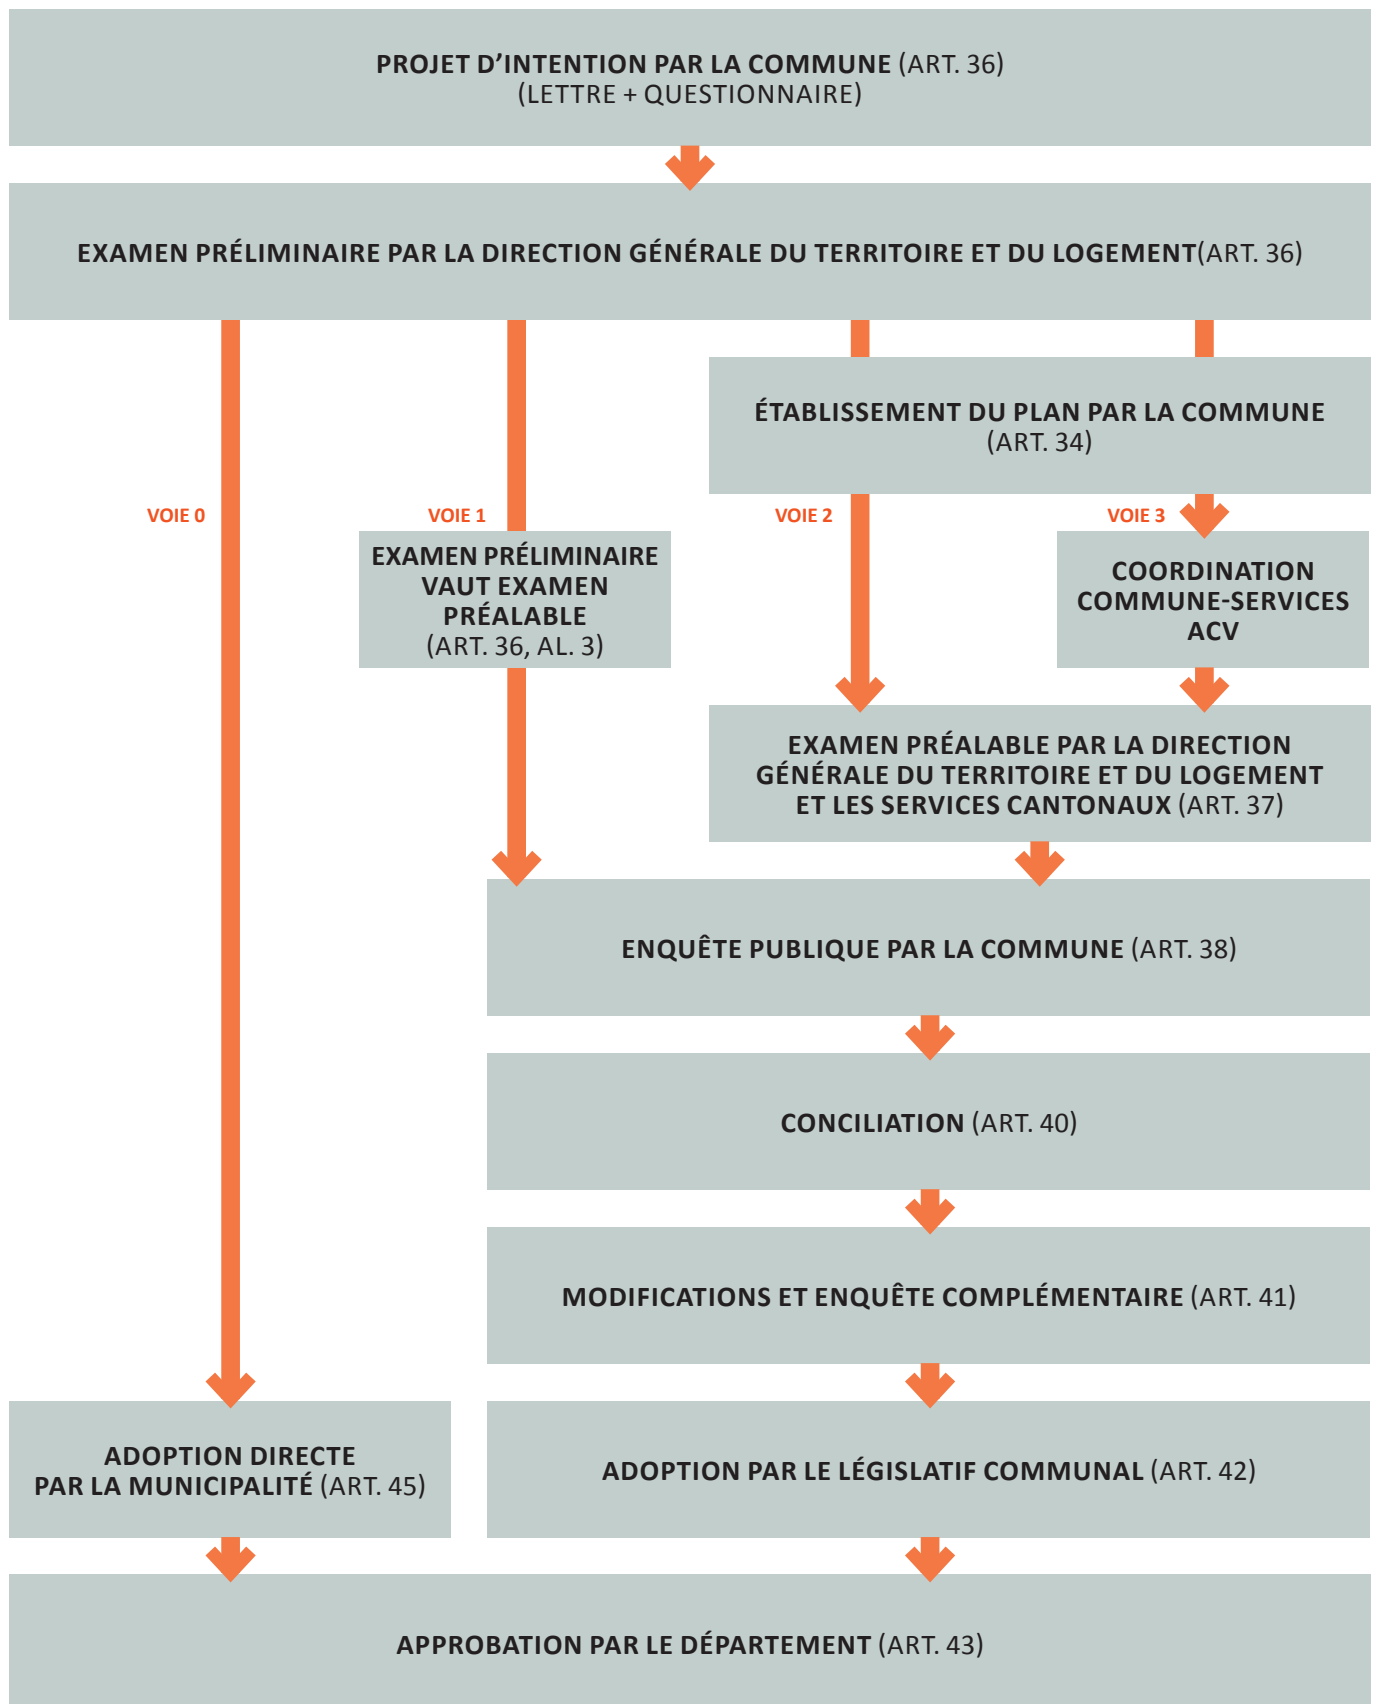 PROJET D’INTENTION PAR LA COMMUNE (ART. 36)
(LETTRE + QUESTIONNAIRE)
EXAMEN PRÉLIMINAIRE PAR LA DIRECTION GÉNÉRALE DU TERRITOIRE ET DU LOGEMENT(ART. 36)
ÉTABLISSEMENT DU PLAN PAR LA COMMUNE
(ART. 34)
VOIE 0
VOIE 1
VOIE 2
VOIE 3
EXAMEN PRÉLIMINAIRE
VAUT EXAMEN
PRÉALABLE
(ART. 36, AL. 3)
COORDINATION
COMMUNE-SERVICES
ACV
EXAMEN PRÉALABLE PAR LA DIRECTION
GÉNÉRALE DU TERRITOIRE ET DU LOGEMENT
ET LES SERVICES CANTONAUX (ART. 37)
ENQUÊTE PUBLIQUE PAR LA COMMUNE (ART. 38)
CONCILIATION (ART. 40)
MODIFICATIONS ET ENQUÊTE COMPLÉMENTAIRE (ART. 41)
ADOPTION DIRECTE
PAR LA MUNICIPALITÉ (ART. 45)
ADOPTION PAR LE LÉGISLATIF COMMUNAL (ART. 42)
APPROBATION PAR LE DÉPARTEMENT (ART. 43)